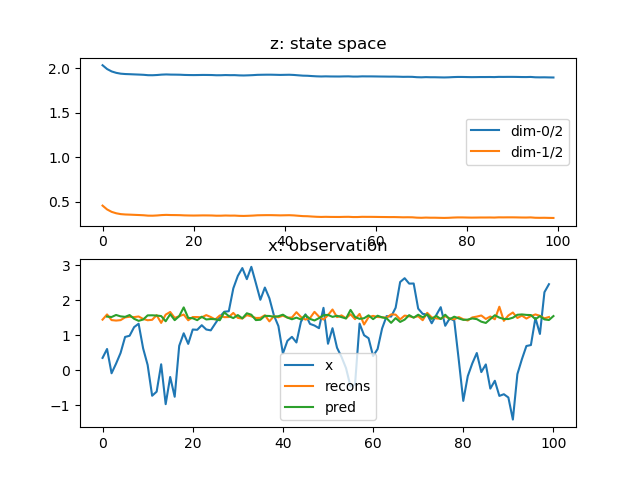 z: state space
2.0
1.5
1.0
0.5
dim-0/2
dim-1/2
0 20 40 60 80 100
x: observation
3
2
1
0
−1
x
recons
pred
0 20 40 60 80 100